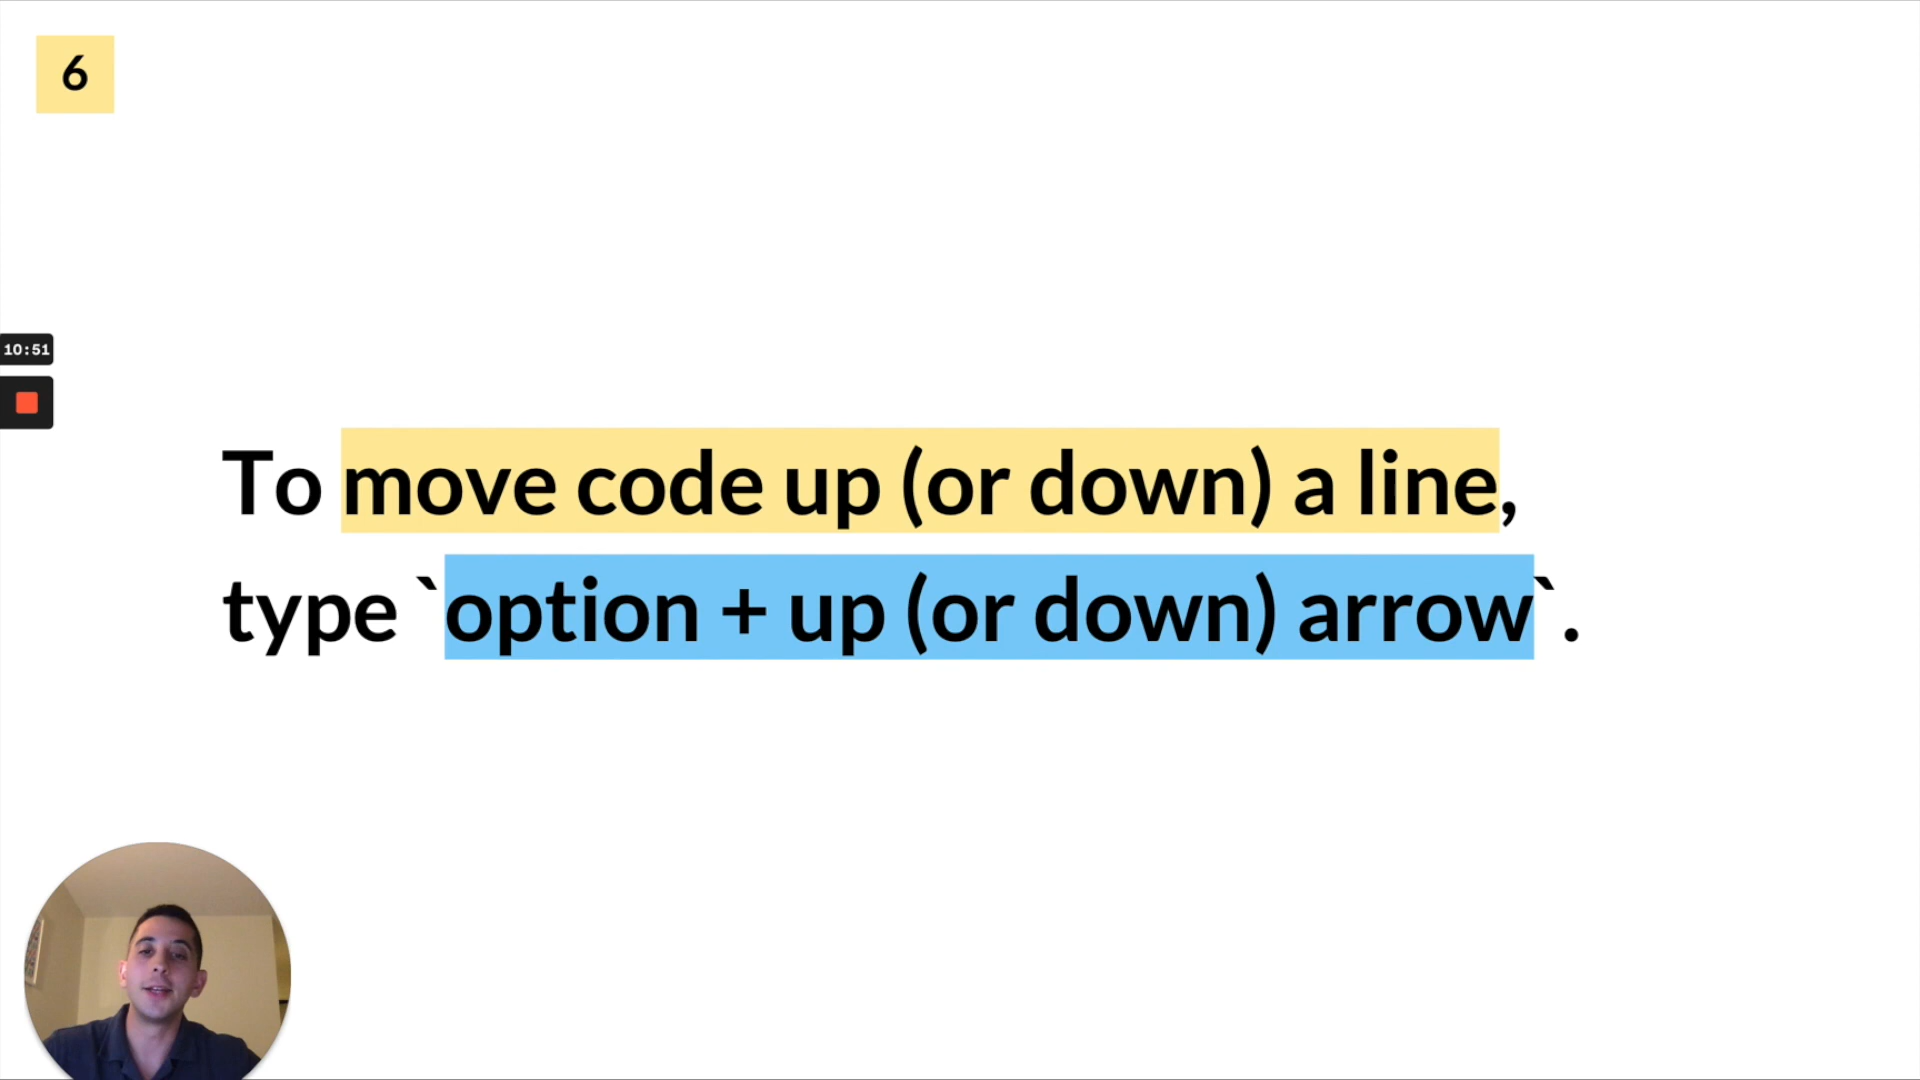 6
10:51
To move code up (or down) a line,
type `option + up (or down) arrow`.